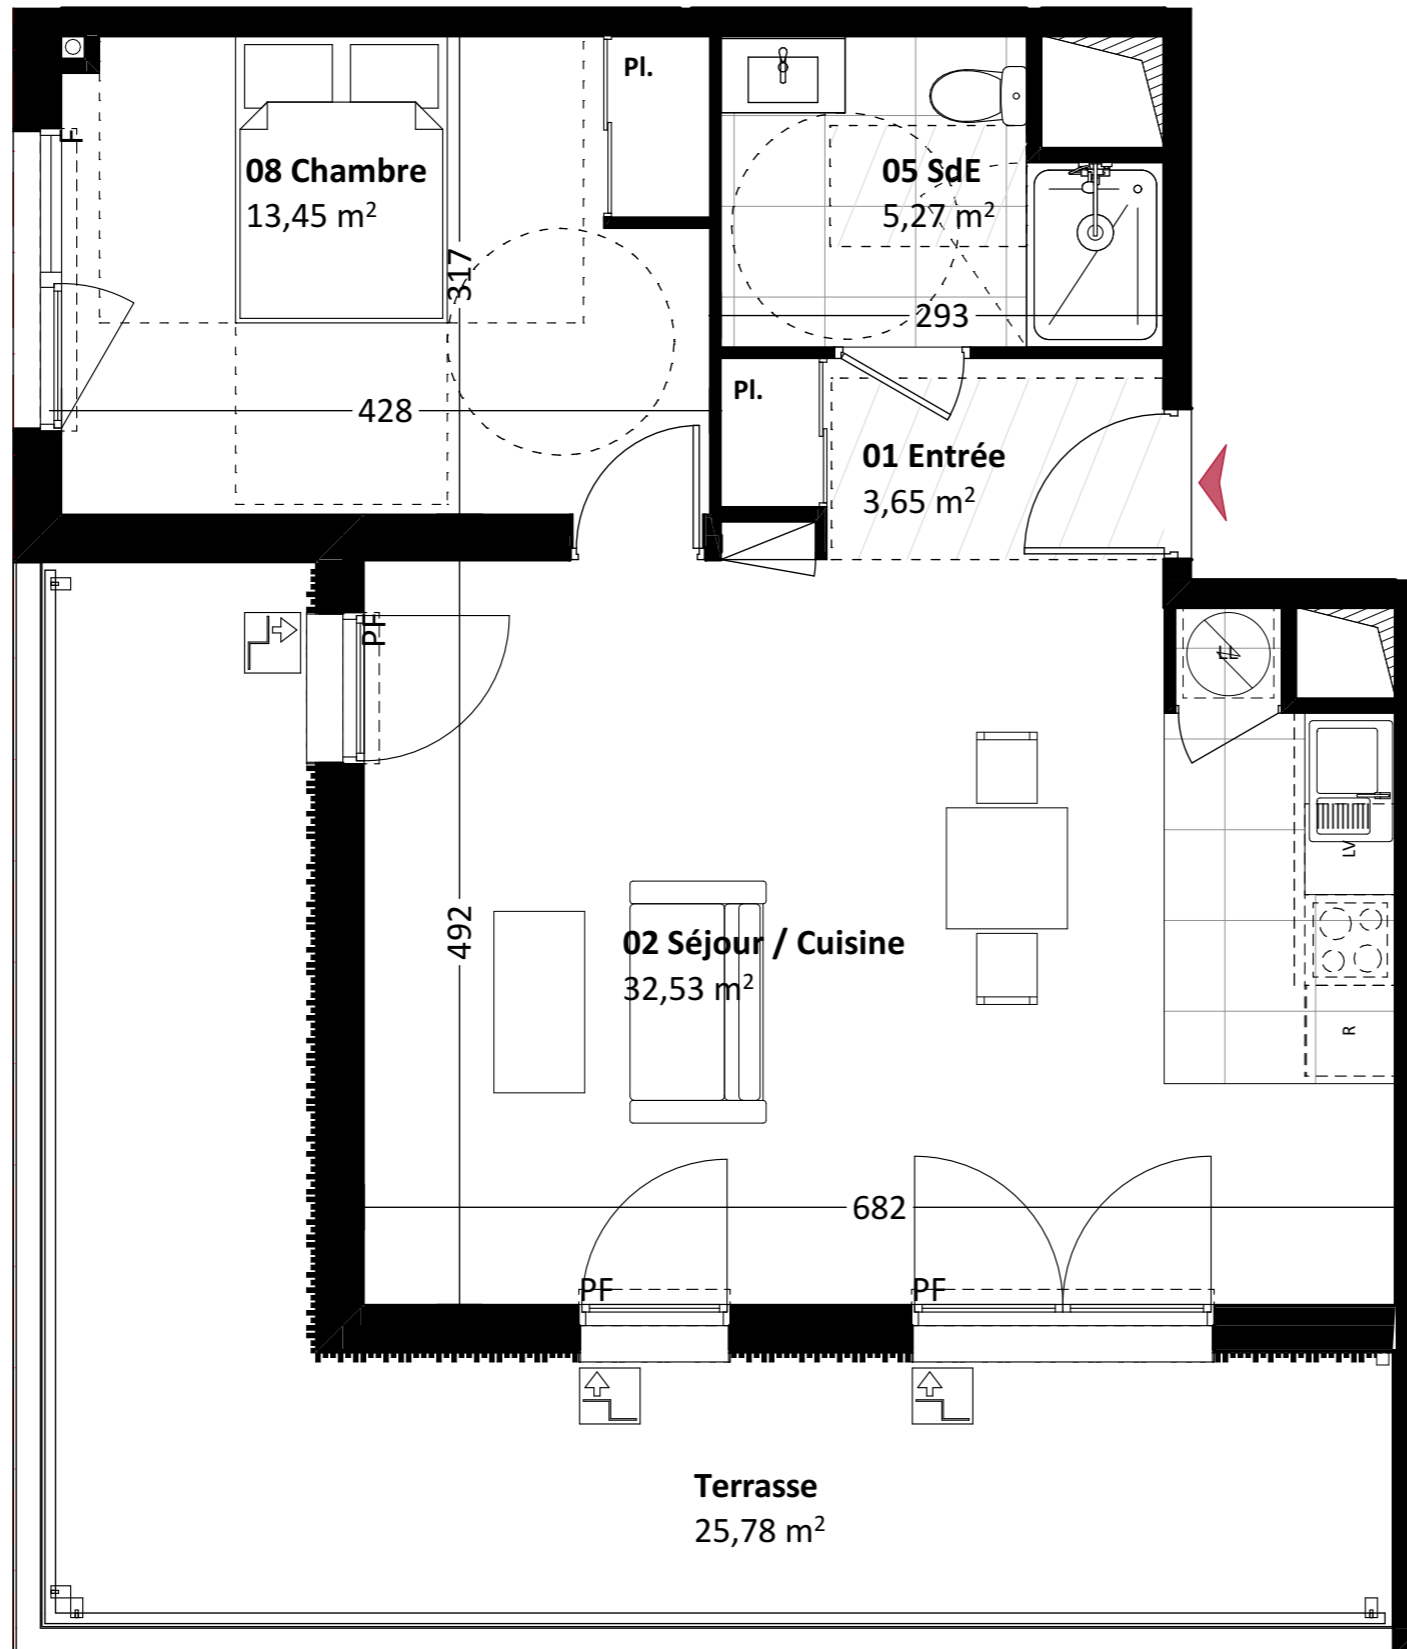 Pl.
F
08 Chambre
13,45 m²
05 SdE
5,27 m²
317
293
428
Pl.
01 Entrée
3,65 m²
PF
LL
LV
492
02 Séjour / Cuisine
32,53 m²
R
682
PF
PF
Terrasse
25,78 m²